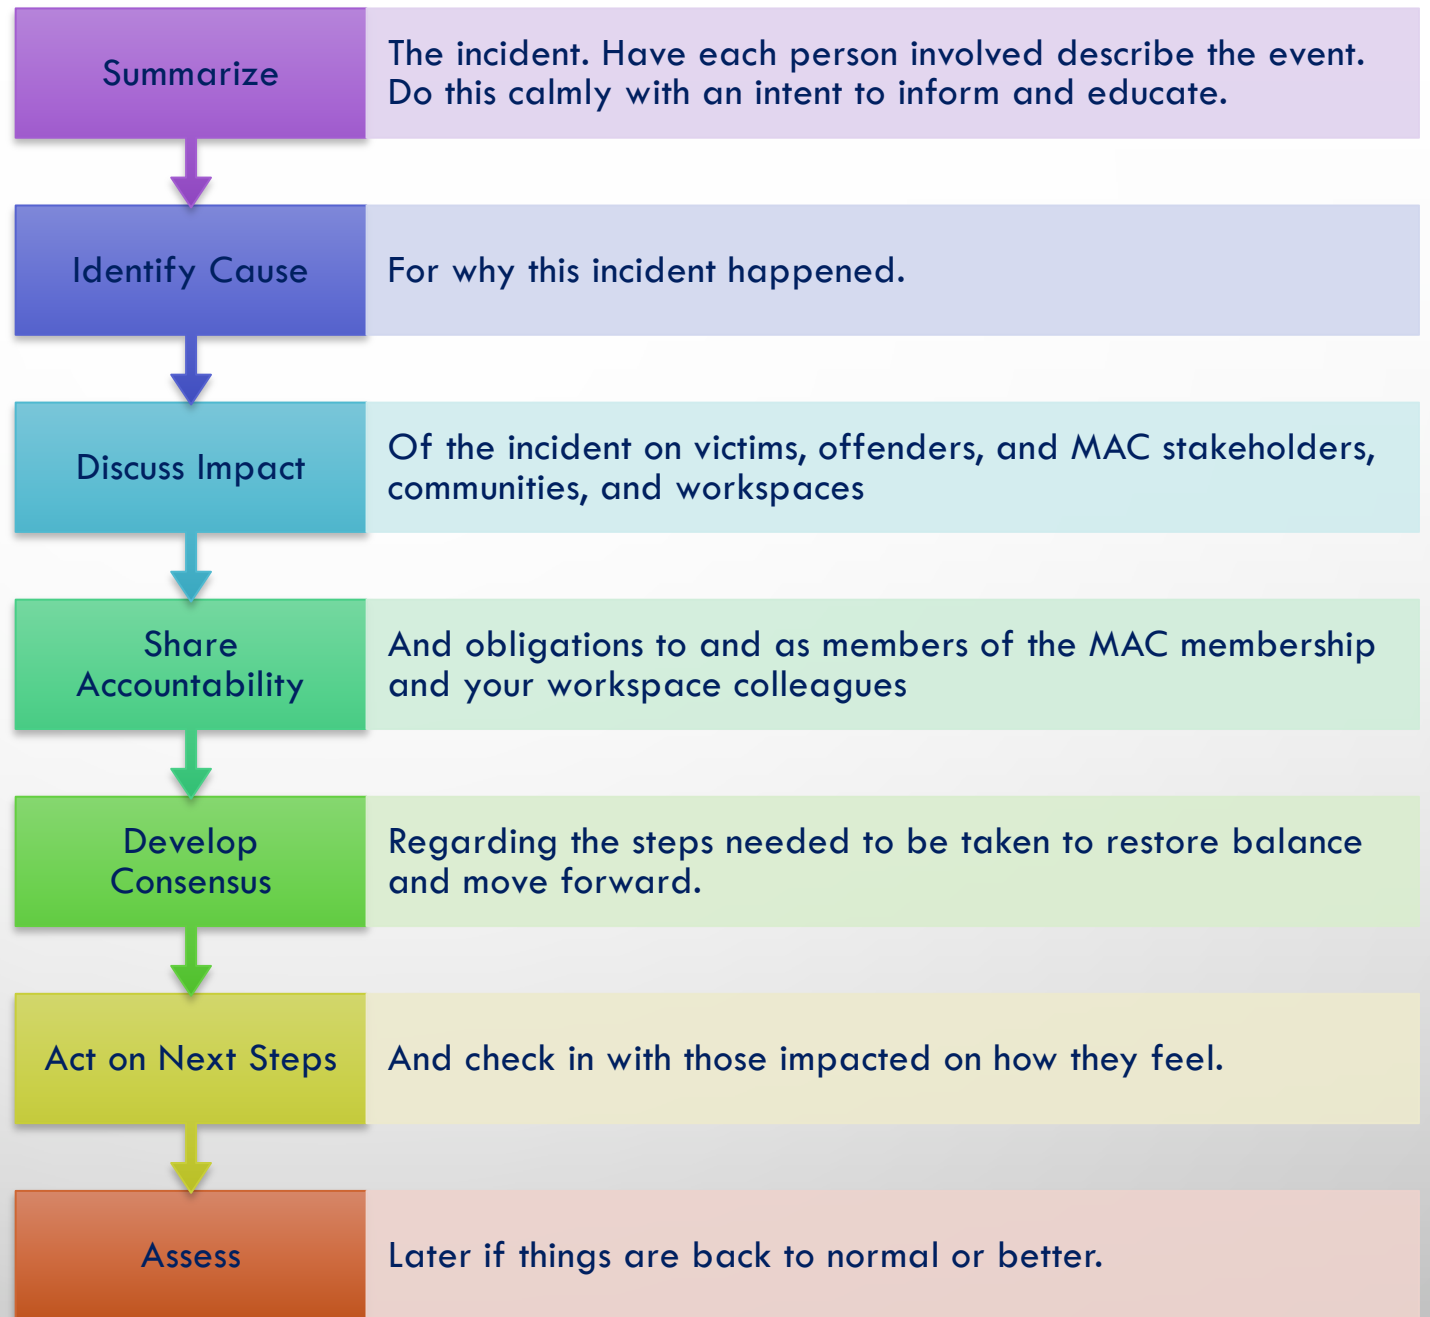 Summarize
The incident. Have each person involved describe the event.
Do this calmly with an intent to inform and educate.
Identify Cause
For why this incident happened.
Discuss Impact
Of the incident on victims, offenders, and MAC stakeholders,
communities, and workspaces
Share
Accountability
And obligations to and as members of the MAC membership
and your workspace colleagues
Develop
Consensus
Regarding the steps needed to be taken to restore balance
and move forward.
Act on Next Steps
And check in with those impacted on how they feel.
Assess
Later if things are back to normal or better.